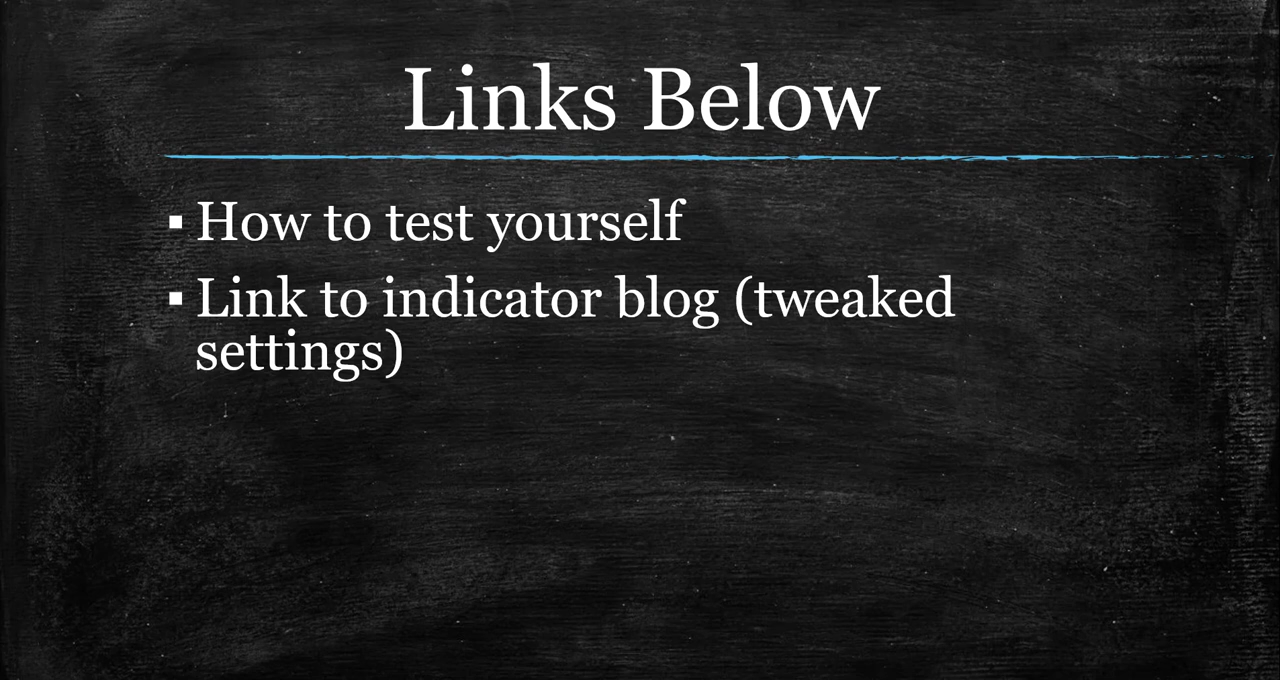 Links Below
▪ How to test yourself
▪ Link to indicator blog (tweaked
settings)